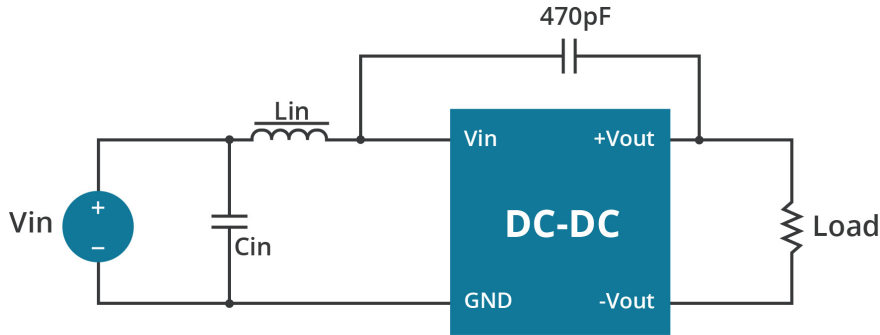 470pF
Lin
Vin
+Vout
+
Vin
DC-DC
Load
−
Cin
GND
-Vout